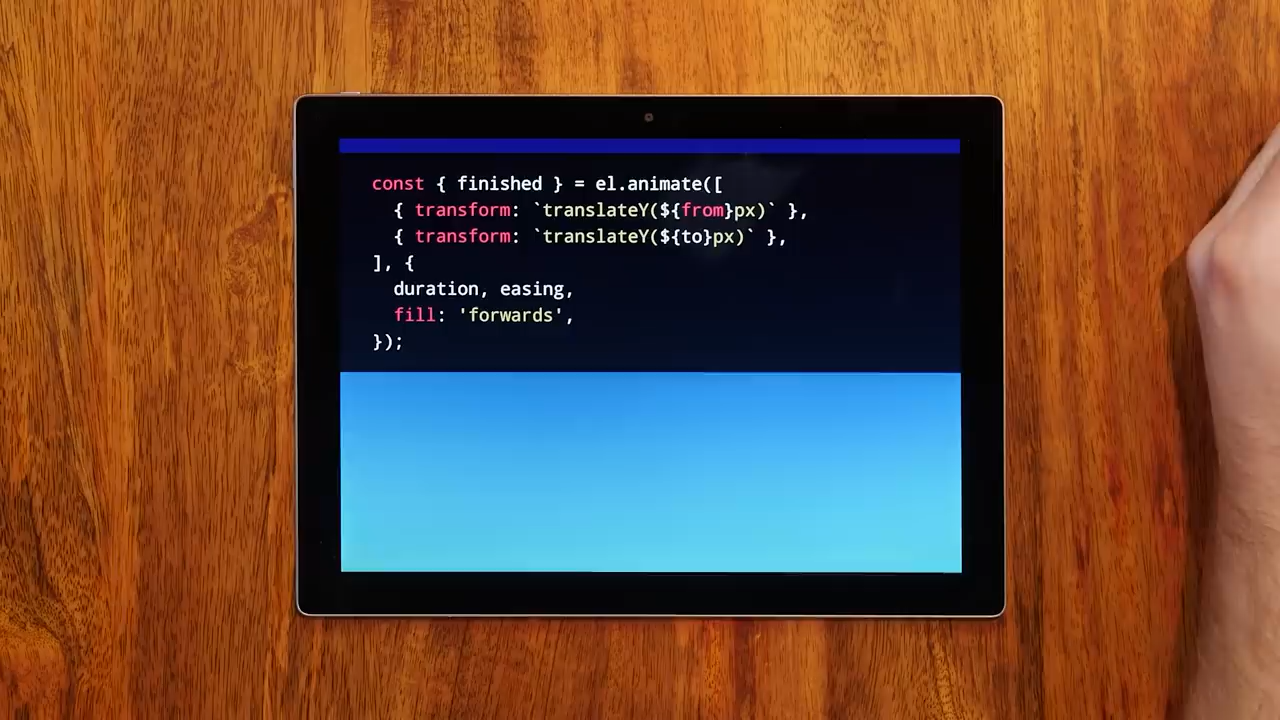 const { finished } = el.animate([
  { transform: `translateY(${from}px)` },
  { transform: `translateY(${to}px)` },
], {
  duration, easing,
  fill: 'forwards',
});